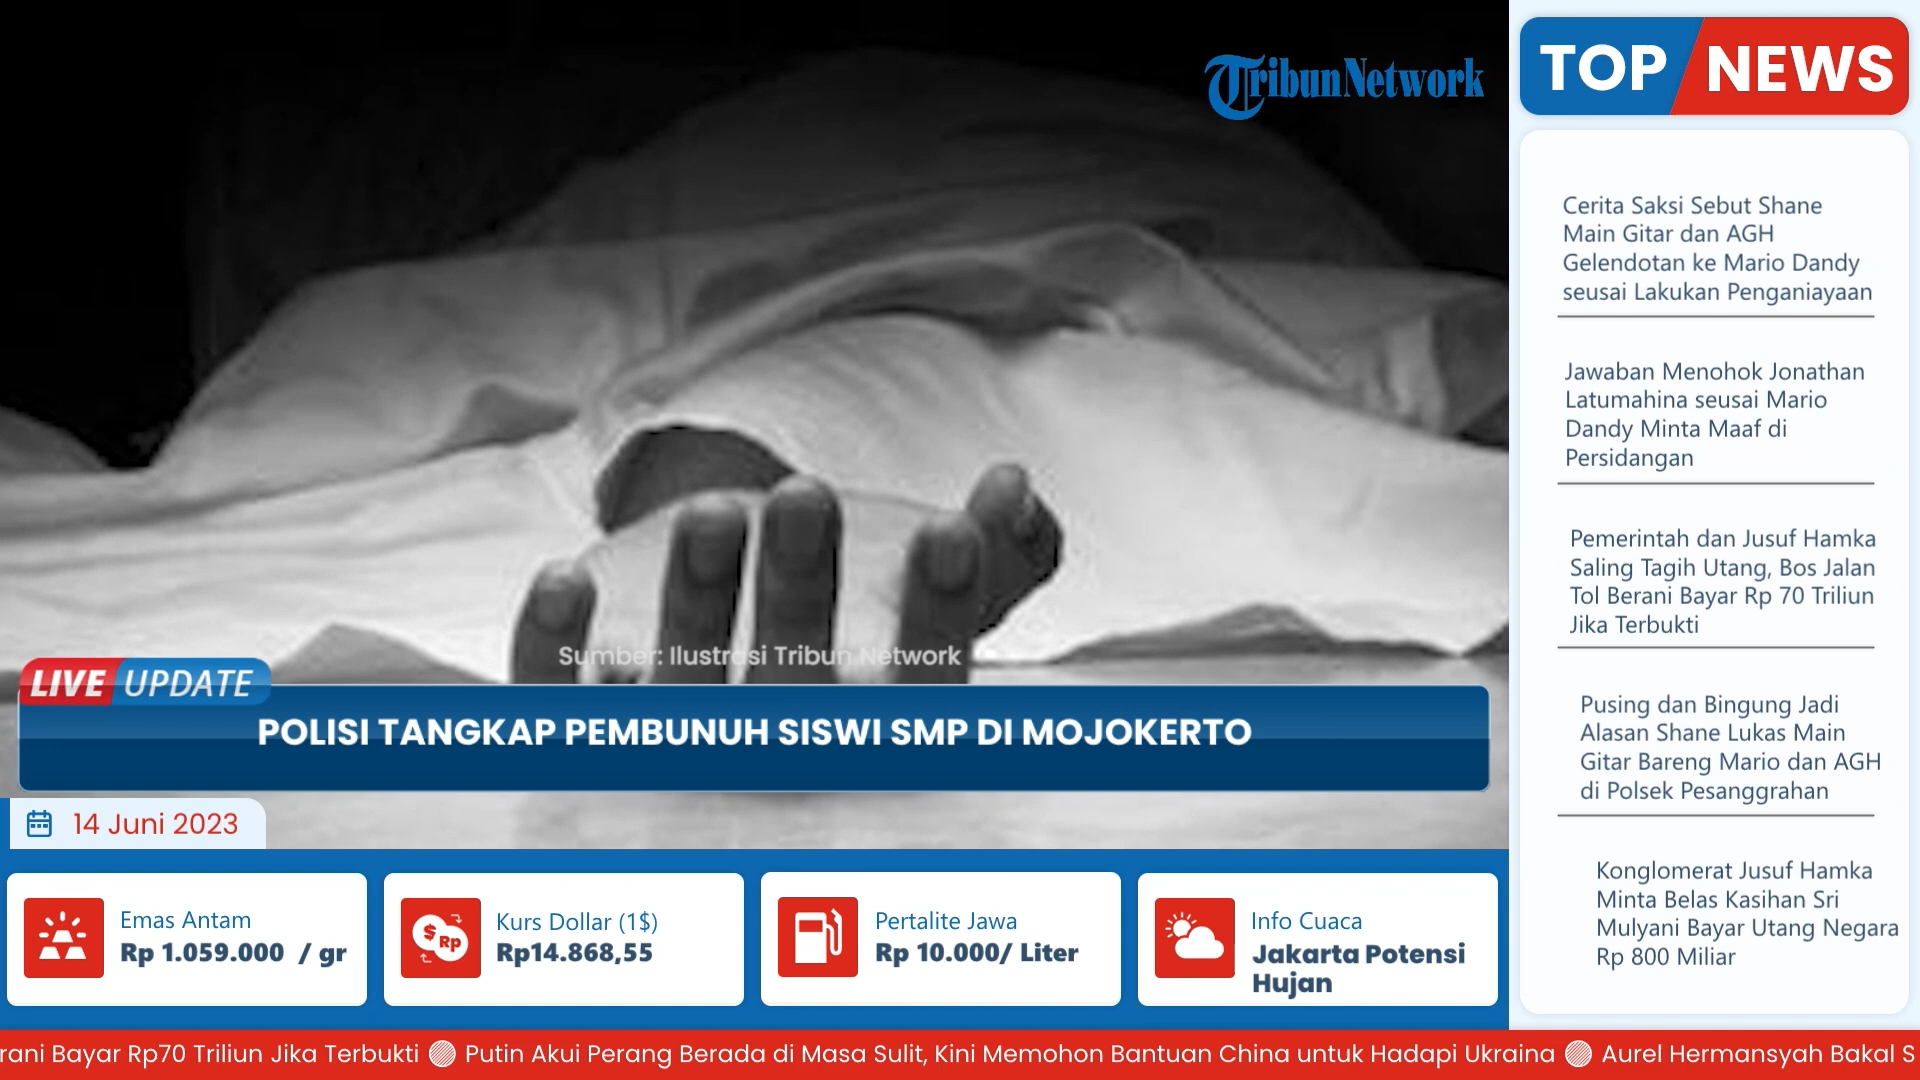 TribunNetwork
Sumber: Ilustrasi Tribun Network
LIVE UPDATE
POLISI TANGKAP PEMBUNUH SISWI SMP DI MOJOKERTO
14 Juni 2023
Emas Antam
Rp 1.059.000 / gr
Kurs Dollar (1$)
Rp14.868,55
Pertalite Jawa
Rp 10.000/ Liter
Info Cuaca
Jakarta Potensi
Hujan
TOP NEWS
Cerita Saksi Sebut Shane
Main Gitar dan AGH
Gelendotan ke Mario Dandy
seusai Lakukan Penganiayaan
Jawaban Menohok Jonathan
Latumahina seusai Mario
Dandy Minta Maaf di
Persidangan
Pemerintah dan Jusuf Hamka
Saling Tagih Utang, Bos Jalan
Tol Berani Bayar Rp 70 Triliun
Jika Terbukti
Pusing dan Bingung Jadi
Alasan Shane Lukas Main
Gitar Bareng Mario dan AGH
di Polsek Pesanggrahan
Konglomerat Jusuf Hamka
Minta Belas Kasihan Sri
Mulyani Bayar Utang Negara
Rp 800 Miliar
rani Bayar Rp70 Triliun Jika Terbukti Putin Akui Perang Berada di Masa Sulit, Kini Memohon Bantuan China untuk Hadapi Ukraina Aurel Hermansyah Bakal S